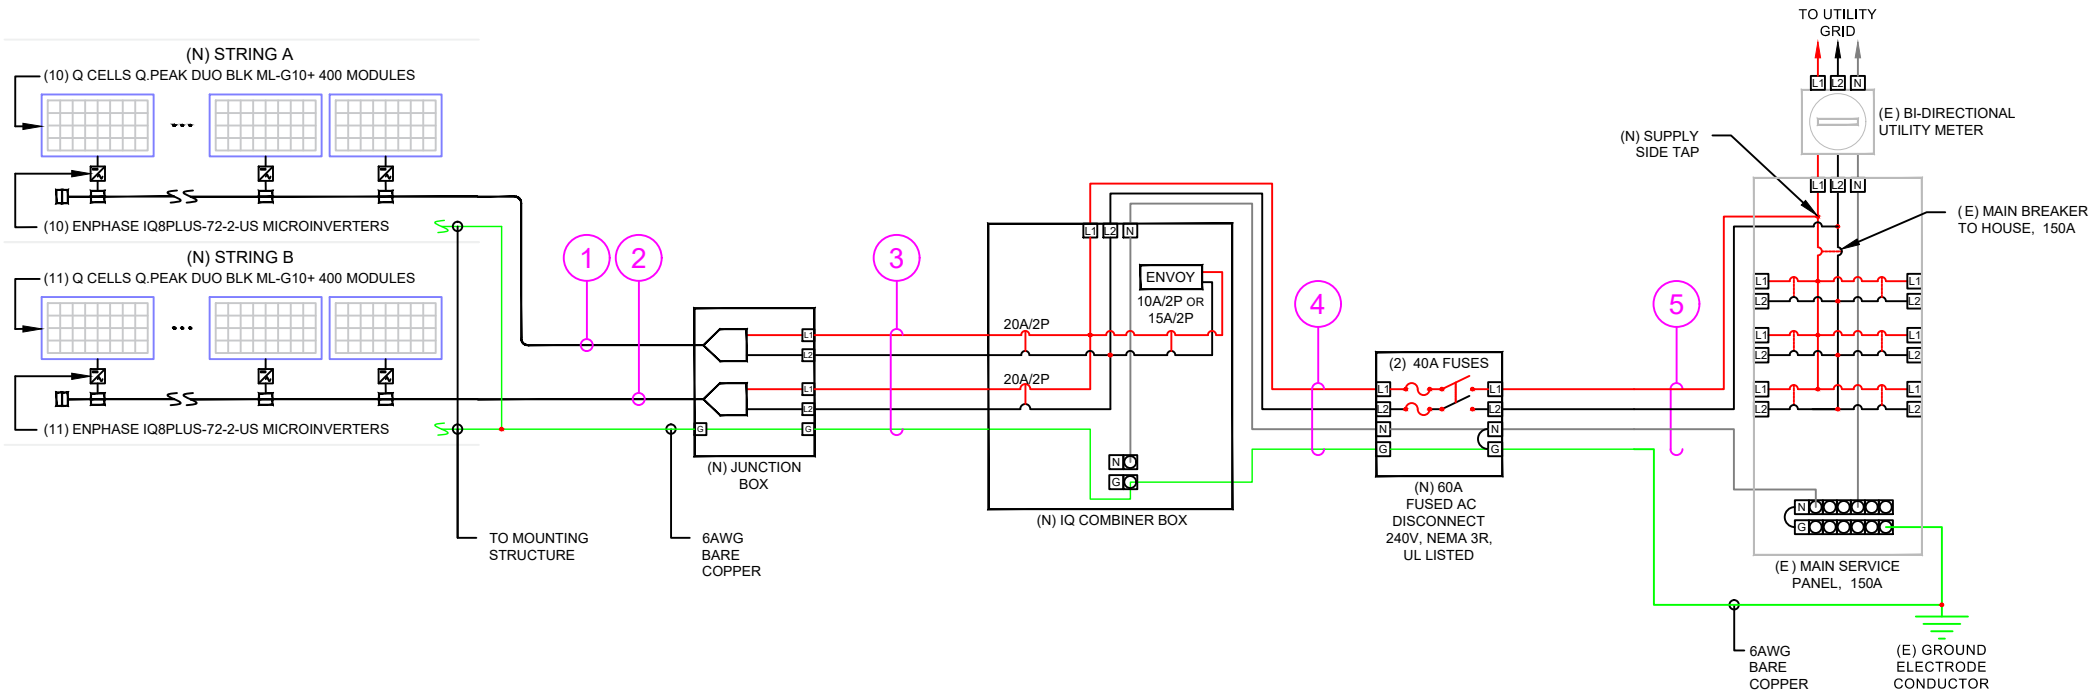 (N) STRING A
(10) Q CELLS Q.PEAK DUO BLK ML-G10+ 400 MODULES
(10) ENPHASE IQ8PLUS-72-2-US MICROINVERTERS
(N) STRING B
(11) Q CELLS Q.PEAK DUO BLK ML-G10+ 400 MODULES
(11) ENPHASE IQ8PLUS-72-2-US MICROINVERTERS
TO MOUNTING
STRUCTURE
1
2
L1
L2
L1
L2
G
G
(N) JUNCTION
BOX
6AWG
BARE
COPPER
3
L1 L2 N
ENVOY
10A/2P OR
15A/2P
20A/2P
20A/2P
N
G
(N) IQ COMBINER BOX
4
(2) 40A FUSES
L1 L1
L2 L2
N N
G G
(N) 60A
FUSED AC
DISCONNECT
240V, NEMA 3R,
UL LISTED
5
TO UTILITY
GRID
L1 L2 N
(E) BI-DIRECTIONAL
UTILITY METER
(N) SUPPLY
SIDE TAP
L1 L2 N
(E) MAIN BREAKER
TO HOUSE, 150A
L1 L1
L2 L2
L1 L1
L2 L2
L1 L1
L2 L2
N
G
(E) MAIN SERVICE
PANEL, 150A
6AWG
BARE
COPPER
(E) GROUND
ELECTRODE
CONDUCTOR